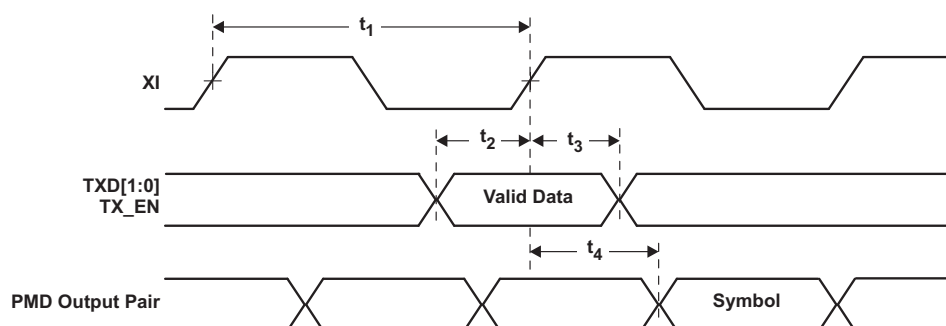 t1
XI
t2 t3
TXD[1:0]
TX_EN
Valid Data
t4
PMD Output Pair
Symbol